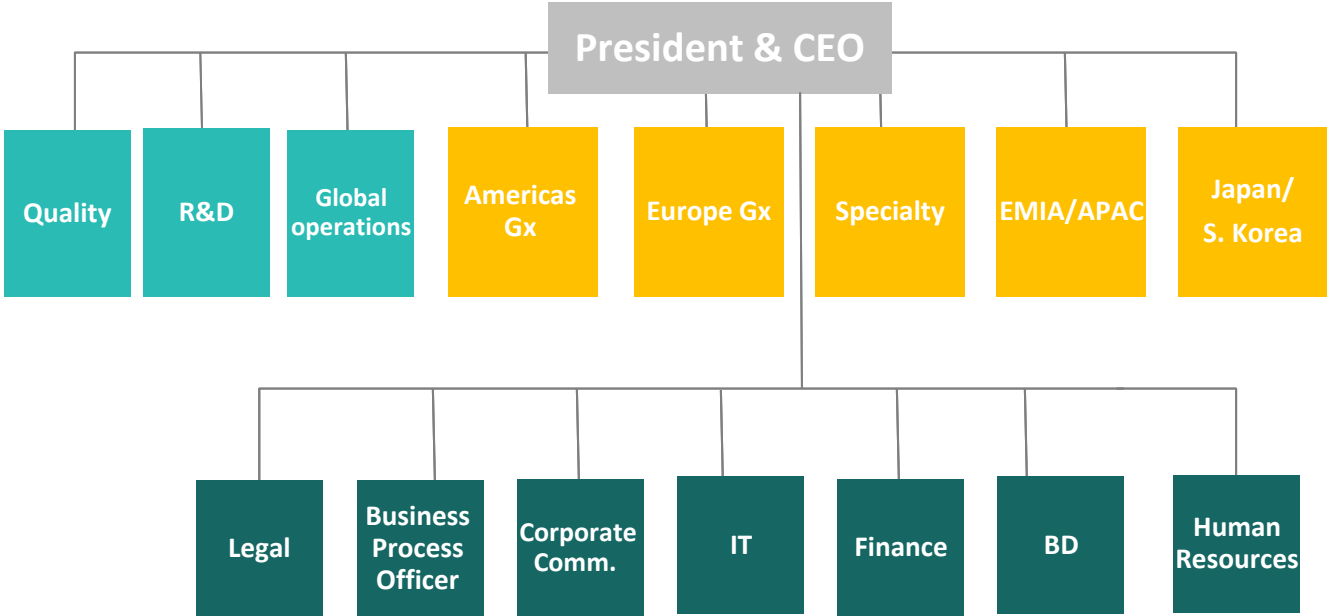 President & CEO
Quality
R&D
Global
operations
Americas
Gx
Europe Gx
Specialty
EMIA/APAC
Japan/
S. Korea
Legal
Business
Process
Officer
Corporate
Comm.
IT
Finance
BD
Human
Resources